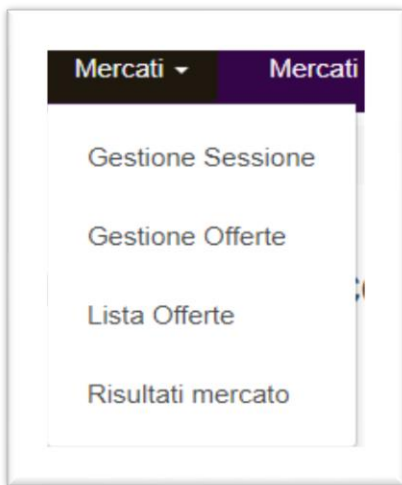 Mercati Mercati
Gestione Sessione
Gestione Offerte
Lista Offerte
Risultati mercato